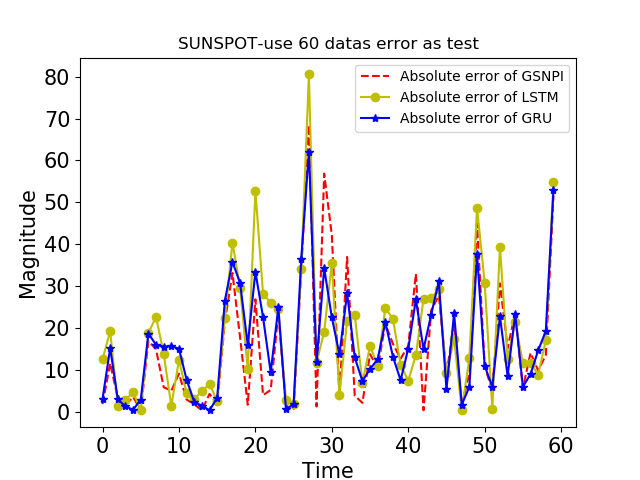 SUNSPOT-use 60 datas error as test
Absolute error of GSNPI
Absolute error of LSTM
Absolute error of GRU
80
70
60
50
40
30
20
10
0
Magnitude
0 10 20 30 40 50 60
Time